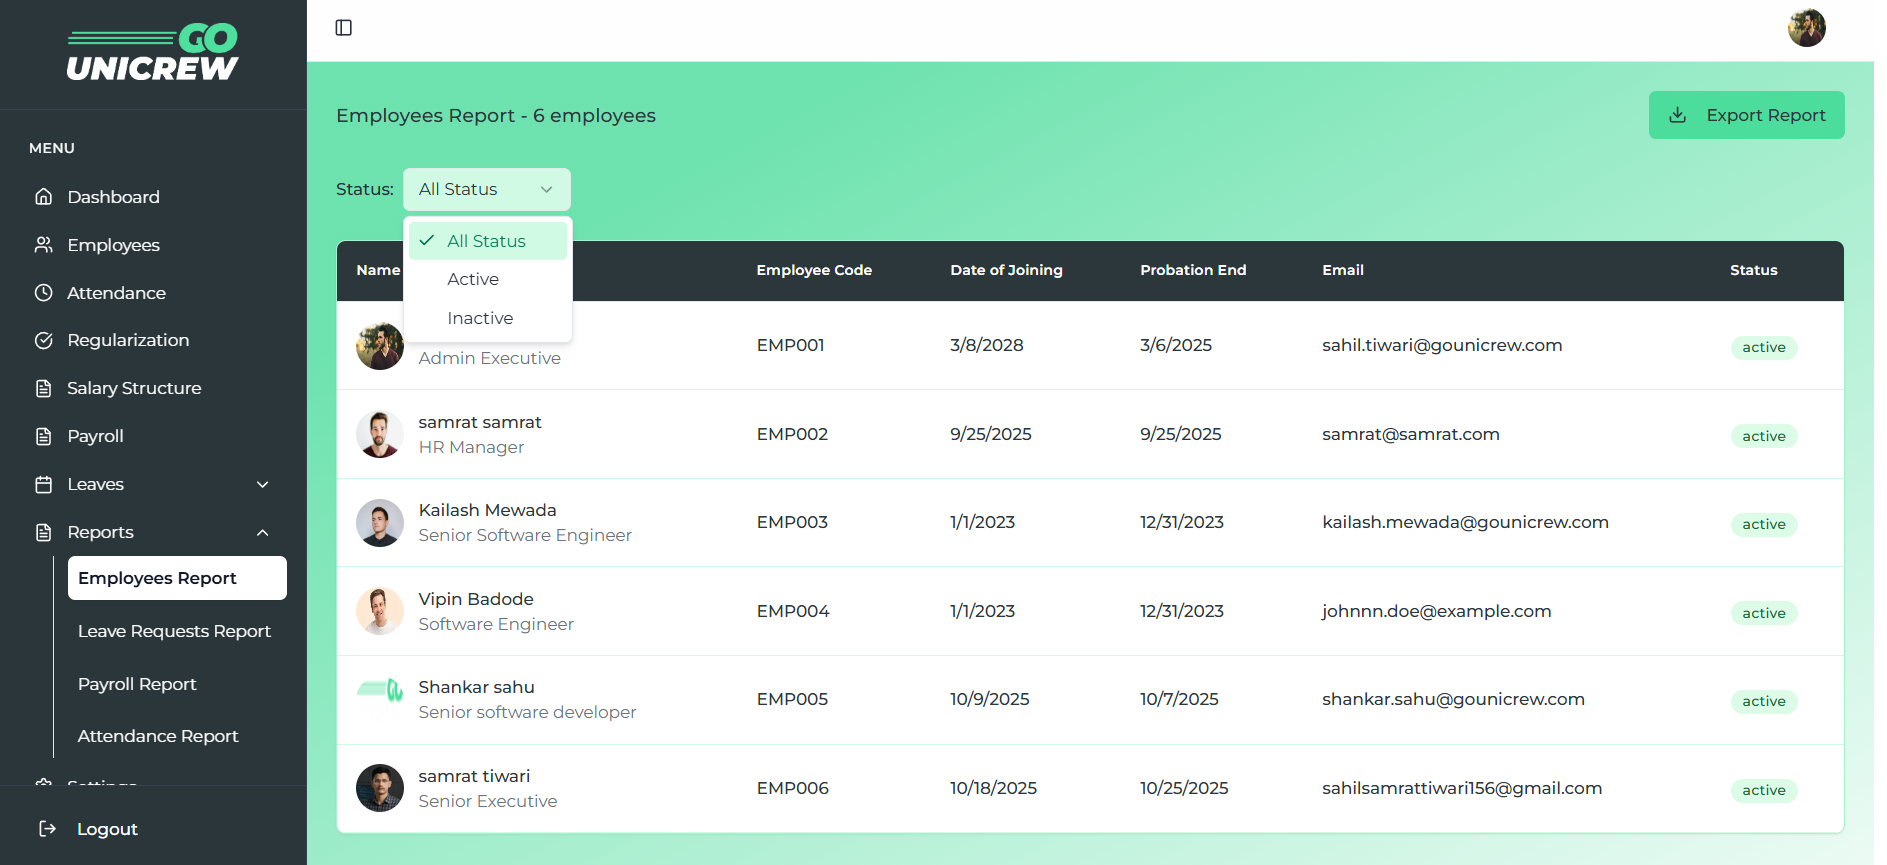 GO
UNICREW
MENU
Dashboard
Employees
Attendance
Regularization
Salary Structure
Payroll
Leaves
Reports
Employees Report
Leave Requests Report
Payroll Report
Attendance Report
Settings
Logout
Employees Report - 6 employees
Export Report
Status: All Status
All Status
Active
Inactive
Name Employee Code Date of Joining Probation End Email Status
Admin Executive EMP001 3/8/2028 3/6/2025 sahil.tiwari@gounicrew.com active
samrat samrat
HR Manager EMP002 9/25/2025 9/25/2025 samrat@samrat.com active
Kailash Mewada
Senior Software Engineer EMP003 1/1/2023 12/31/2023 kailash.mewada@gounicrew.com active
Vipin Badode
Software Engineer EMP004 1/1/2023 12/31/2023 johnnn.doe@example.com active
Shankar sahu
Senior software developer EMP005 10/9/2025 10/7/2025 shankar.sahu@gounicrew.com active
samrat tiwari
Senior Executive EMP006 10/18/2025 10/25/2025 sahilsamrattiwari156@gmail.com active